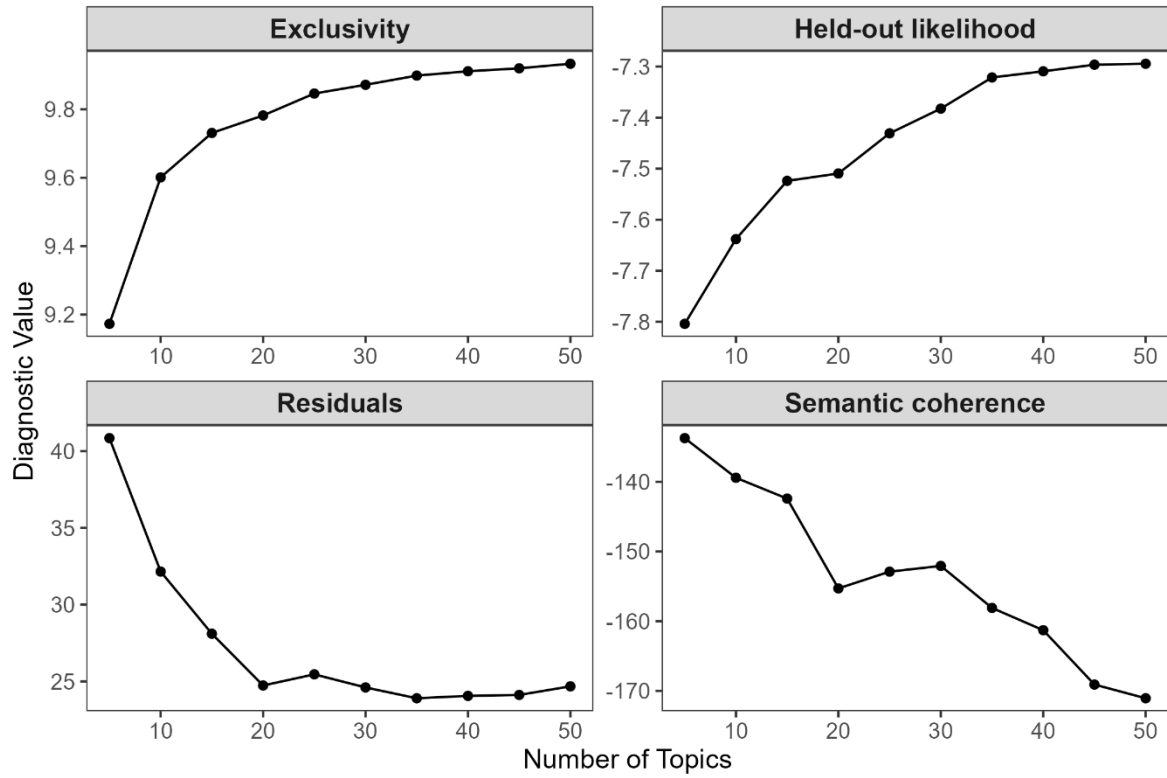 Exclusivity
Held-out likelihood
9.8
9.6
9.4
9.2
-7.3
-7.4
-7.5
-7.6
-7.7
-7.8
10 20 30 40 50
10 20 30 40 50
Diagnostic Value
Residuals
Semantic coherence
40
35
30
25
-140
-150
-160
-170
10 20 30 40 50
10 20 30 40 50
Number of Topics